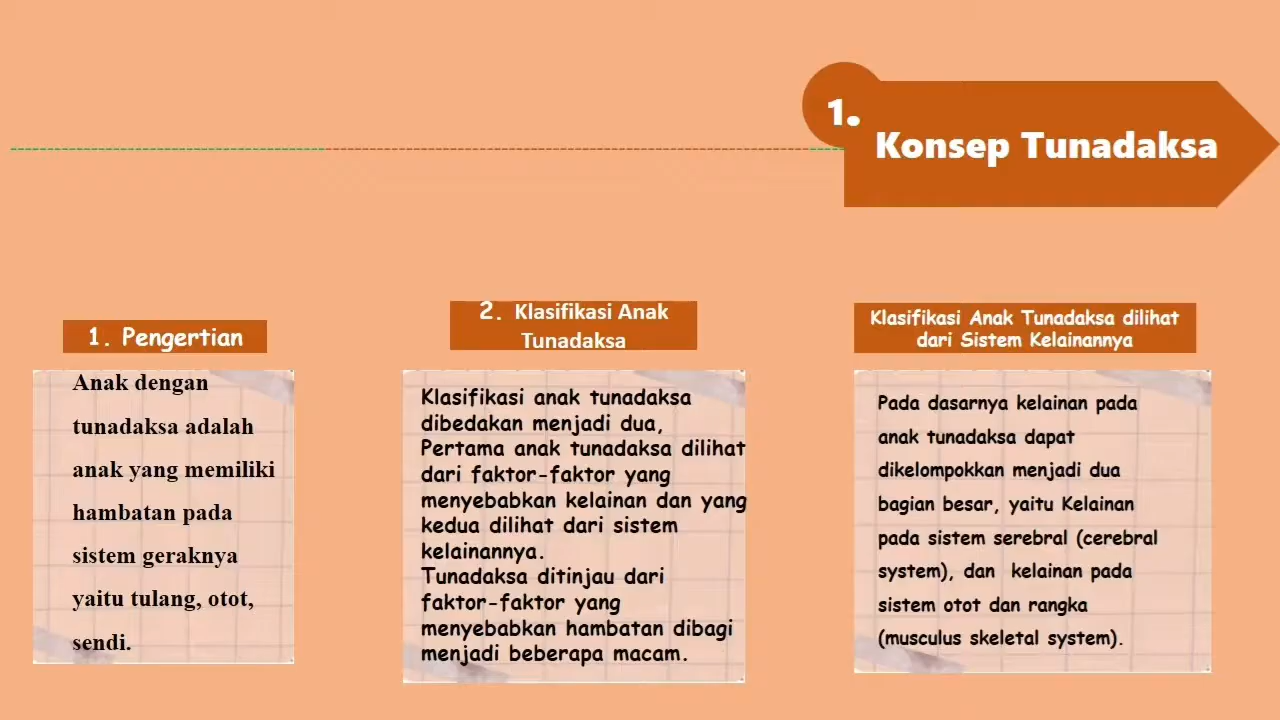 1.
Konsep Tunadaksa
1. Pengertian
Anak dengan
tunadaksa adalah
anak yang memiliki
hambatan pada
sistem geraknya
yaitu tulang, otot,
sendi.
2. Klasifikasi Anak
Tunadaksa
Klasifikasi anak tunadaksa
dibedakan menjadi dua,
Pertama anak tunadaksa dilihat
dari faktor-faktor yang
menyebabkan kelainan dan yang
kedua dilihat dari sistem
kelainannya.
Tunadaksa ditinjau dari
faktor-faktor yang
menyebabkan hambatan dibagi
menjadi beberapa macam.
Klasifikasi Anak Tunadaksa dilihat
dari Sistem Kelainannya
Pada dasarnya kelainan pada
anak tunadaksa dapat
dikelompokkan menjadi dua
bagian besar, yaitu Kelainan
pada sistem serebral (cerebral
system), dan kelainan pada
sistem otot dan rangka
(musculus skeletal system).